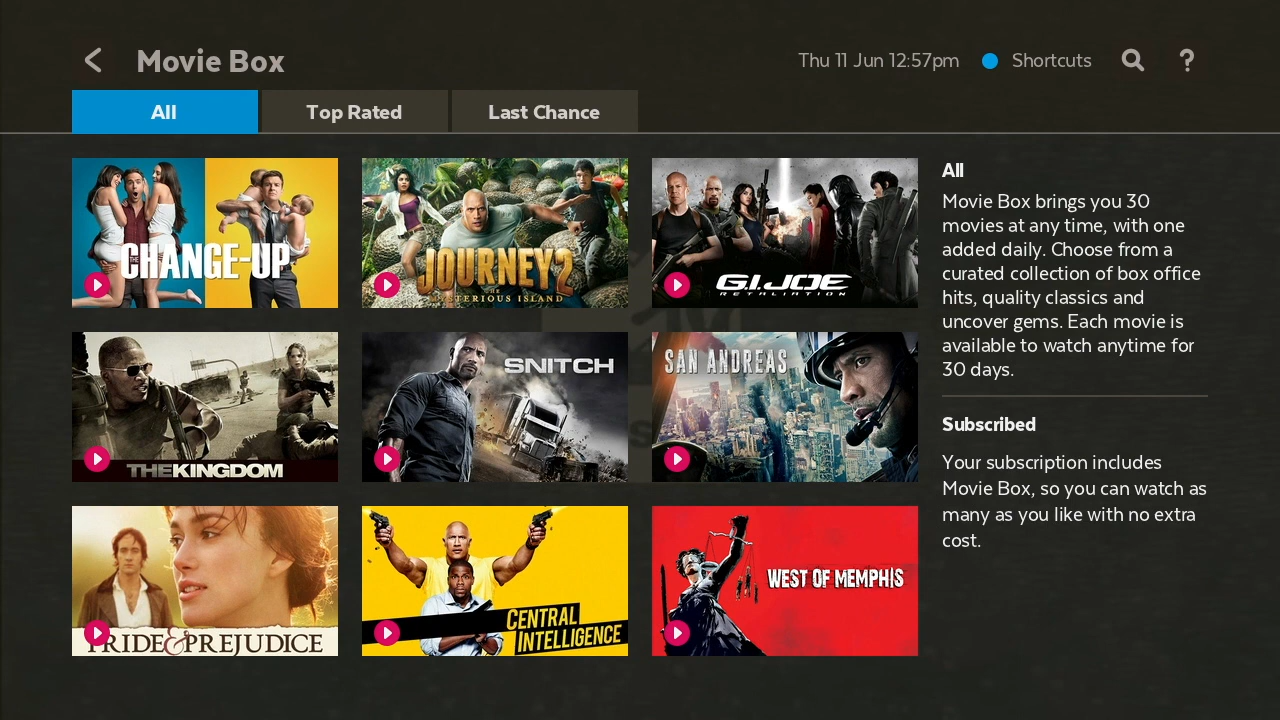 Movie Box
Thu 11 Jun 12:57pm
Shortcuts
?
All
Top Rated
Last Chance
THE CHANGE-UP
JOURNEY 2
THE
MYSTERIOUS ISLAND
G.I. JOE
RETALIATION
THE KINGDOM
SNITCH
SAN ANDREAS
PRIDE & PREJUDICE
CENTRAL
INTELLIGENCE
WEST OF MEMPHIS
All
Movie Box brings you 30
movies at any time, with one
added daily. Choose from a
curated collection of box office
hits, quality classics and
uncover gems. Each movie is
available to watch anytime for
30 days.
Subscribed
Your subscription includes
Movie Box, so you can watch as
many as you like with no extra
cost.